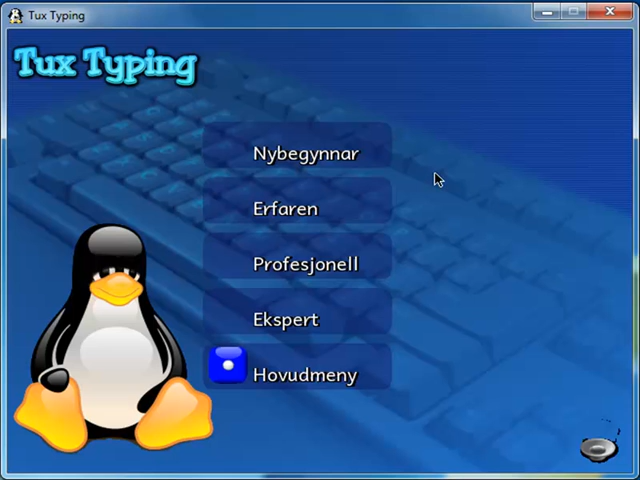 Tux Typing
Tux Typing
Nybegynnar
Erfaren
Profesjonell
Ekspert
Hovudmeny